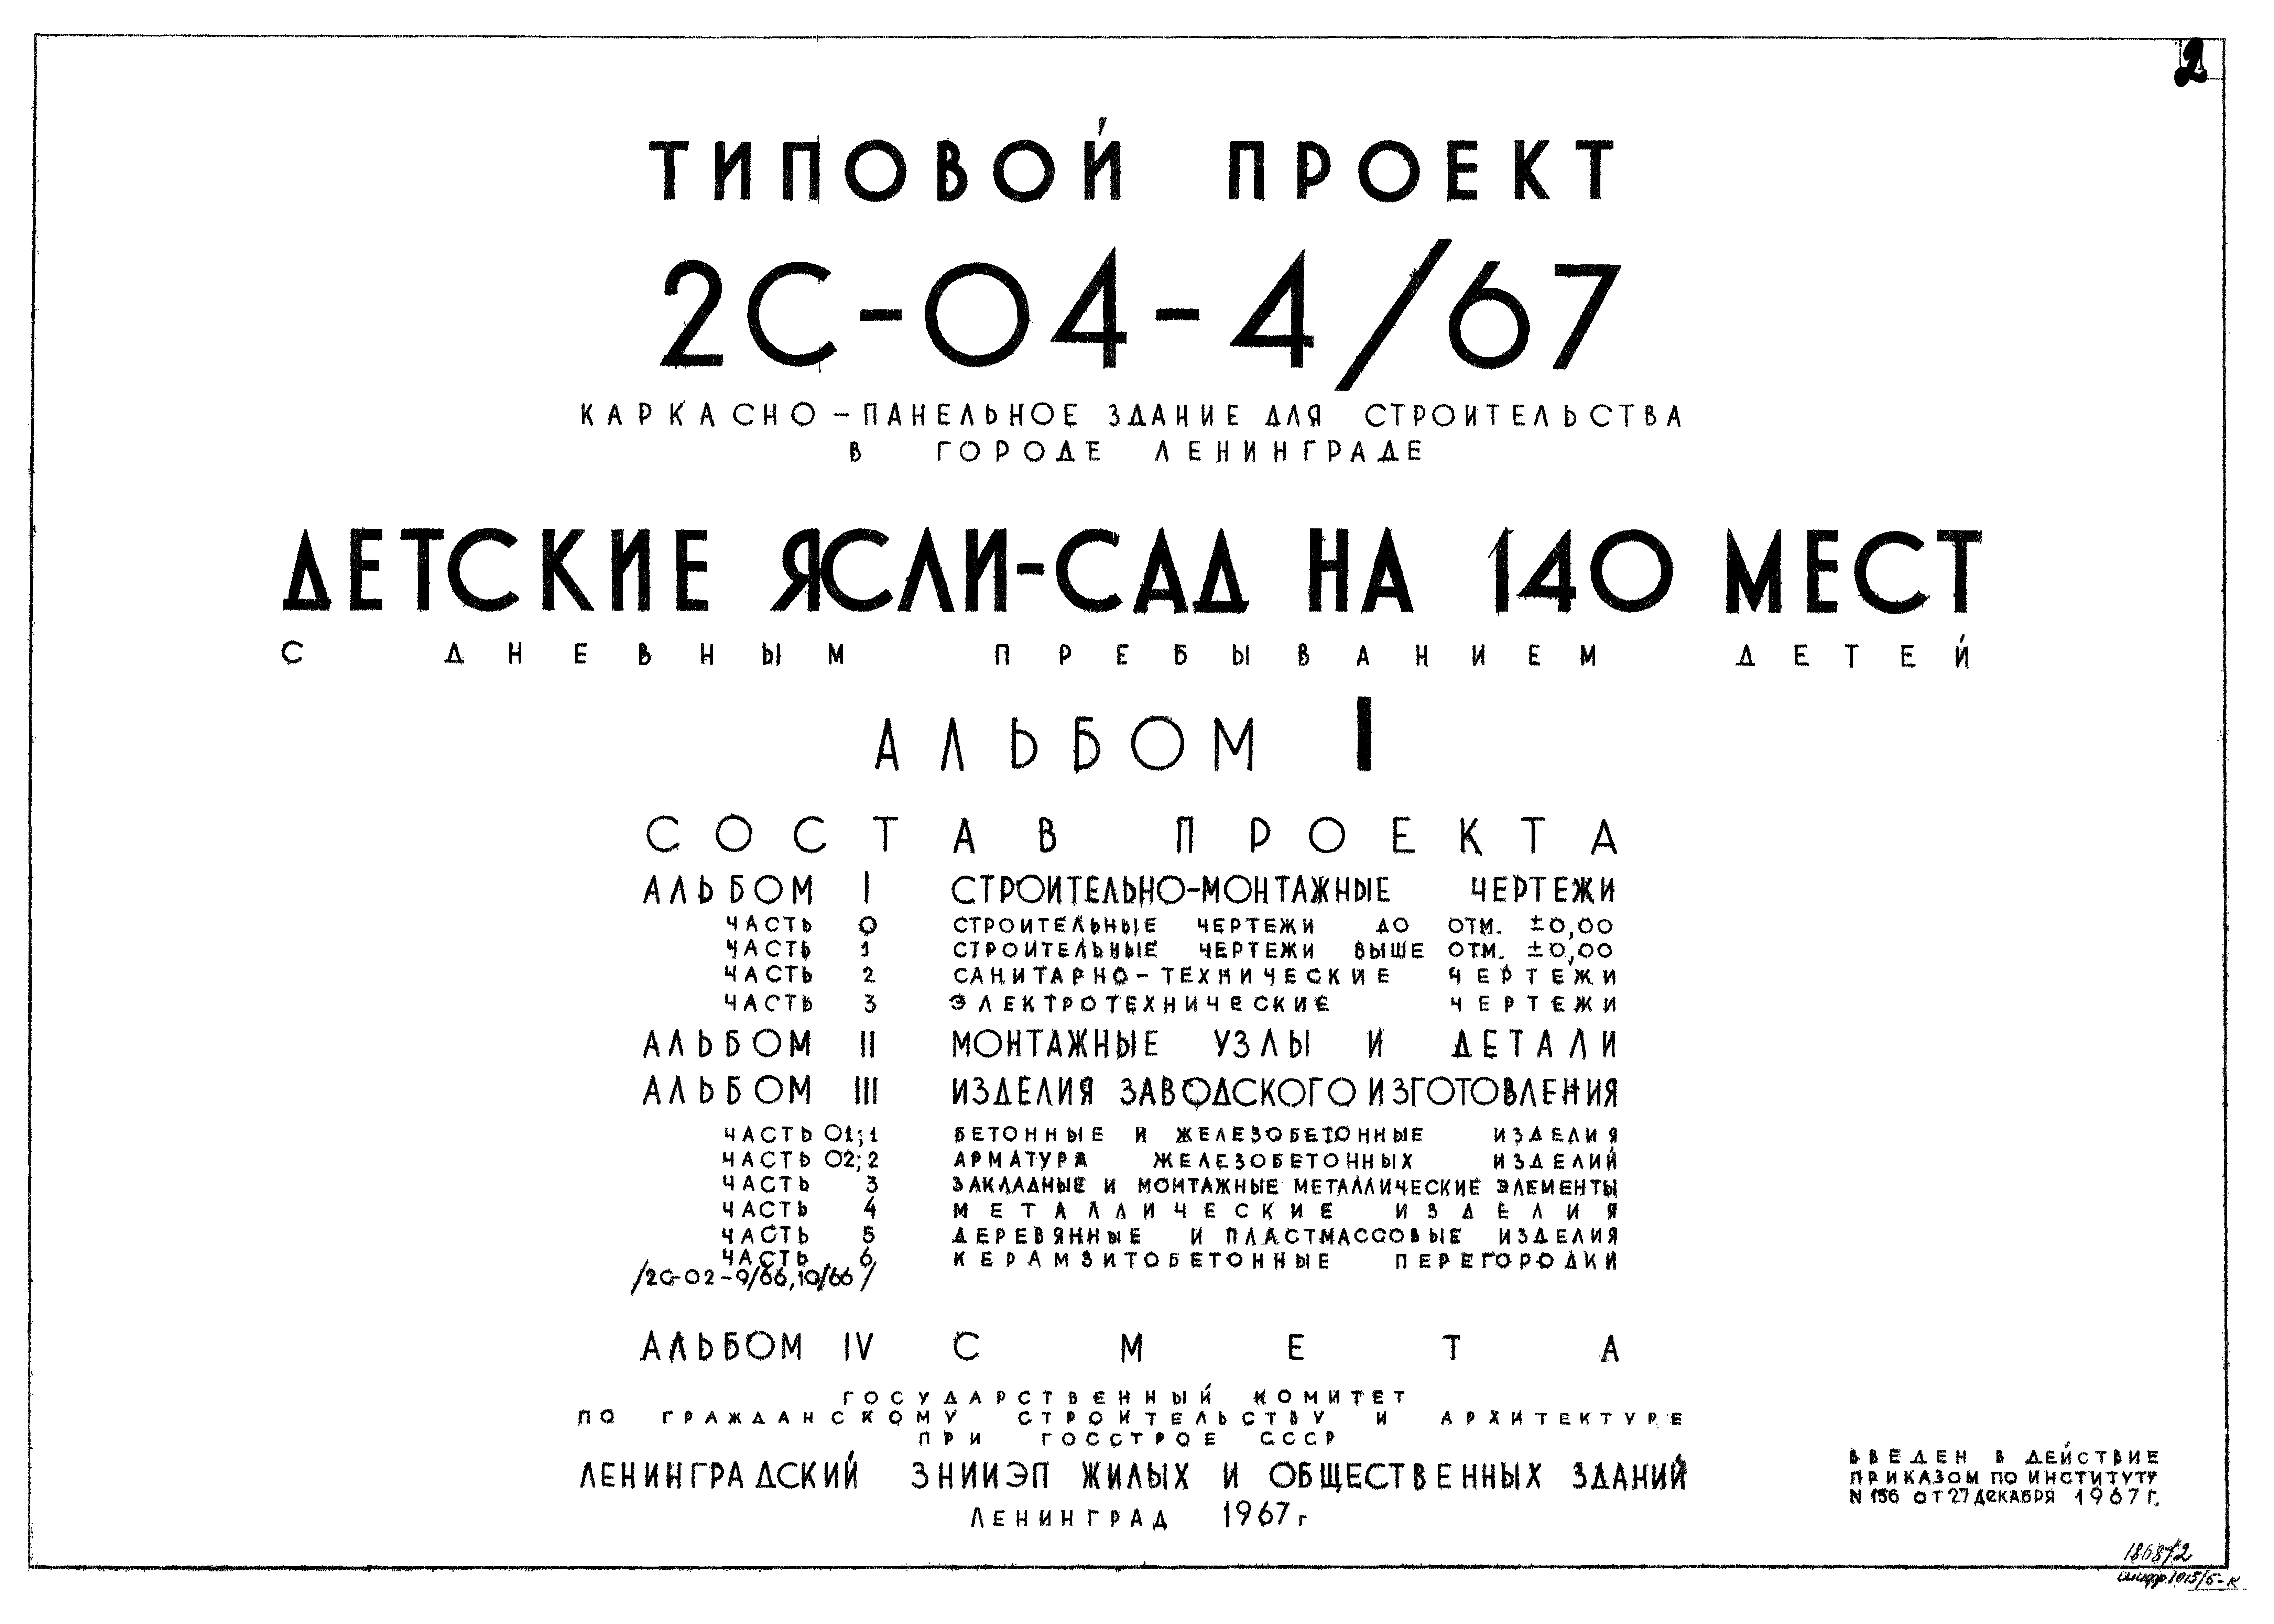 2
ТИПОВОЙ ПРОЕКТ
2С-04-4/67
КАРКАСНО-ПАНЕЛЬНОЕ ЗДАНИЕ ДЛЯ СТРОИТЕЛЬСТВА
В ГОРОДЕ ЛЕНИНГРАДЕ
ДЕТСКИЕ ЯСЛИ-САД НА 140 МЕСТ
С ДНЕВНЫМ ПРЕБЫВАНИЕМ ДЕТЕЙ
АЛЬБОМ I
СОСТАВ ПРОЕКТА
АЛЬБОМ I СТРОИТЕЛЬНО-МОНТАЖНЫЕ ЧЕРТЕЖИ
ЧАСТЬ 0 СТРОИТЕЛЬНЫЕ ЧЕРТЕЖИ ДО ОТМ. ±0,00
ЧАСТЬ 1 СТРОИТЕЛЬНЫЕ ЧЕРТЕЖИ ВЫШЕ ОТМ. ±0,00
ЧАСТЬ 2 САНИТАРНО-ТЕХНИЧЕСКИЕ ЧЕРТЕЖИ
ЧАСТЬ 3 ЭЛЕКТРОТЕХНИЧЕСКИЕ ЧЕРТЕЖИ
АЛЬБОМ II МОНТАЖНЫЕ УЗЛЫ И ДЕТАЛИ
АЛЬБОМ III ИЗДЕЛИЯ ЗАВОДСКОГО ИЗГОТОВЛЕНИЯ
ЧАСТЬ 01;1 БЕТОННЫЕ И ЖЕЛЕЗОБЕТОННЫЕ ИЗДЕЛИЯ
ЧАСТЬ 02;2 АРМАТУРА ЖЕЛЕЗОБЕТОННЫХ ИЗДЕЛИЙ
ЧАСТЬ 3 ЗАКЛАДНЫЕ И МОНТАЖНЫЕ МЕТАЛЛИЧЕСКИЕ ЭЛЕМЕНТЫ
ЧАСТЬ 4 МЕТАЛЛИЧЕСКИЕ ИЗДЕЛИЯ
ЧАСТЬ 5 ДЕРЕВЯННЫЕ И ПЛАСТМАССОВЫЕ ИЗДЕЛИЯ
ЧАСТЬ 6 КЕРАМЗИТОБЕТОННЫЕ ПЕРЕГОРОДКИ
/2С-02-9/66,10/66/
АЛЬБОМ IV СМЕТА
ГОСУДАРСТВЕННЫЙ КОМИТЕТ
ПО ГРАЖДАНСКОМУ СТРОИТЕЛЬСТВУ И АРХИТЕКТУРЕ
ПРИ ГОССТРОЕ СССР
ЛЕНИНГРАДСКИЙ ЗНИИЭП ЖИЛЫХ И ОБЩЕСТВЕННЫХ ЗДАНИЙ
ЛЕНИНГРАД 1967г
ВВЕДЕН В ДЕЙСТВИЕ
ПРИКАЗОМ ПО ИНСТИТУТУ
N 156 ОТ 27 ДЕКАБРЯ 1967Г.
1868/2